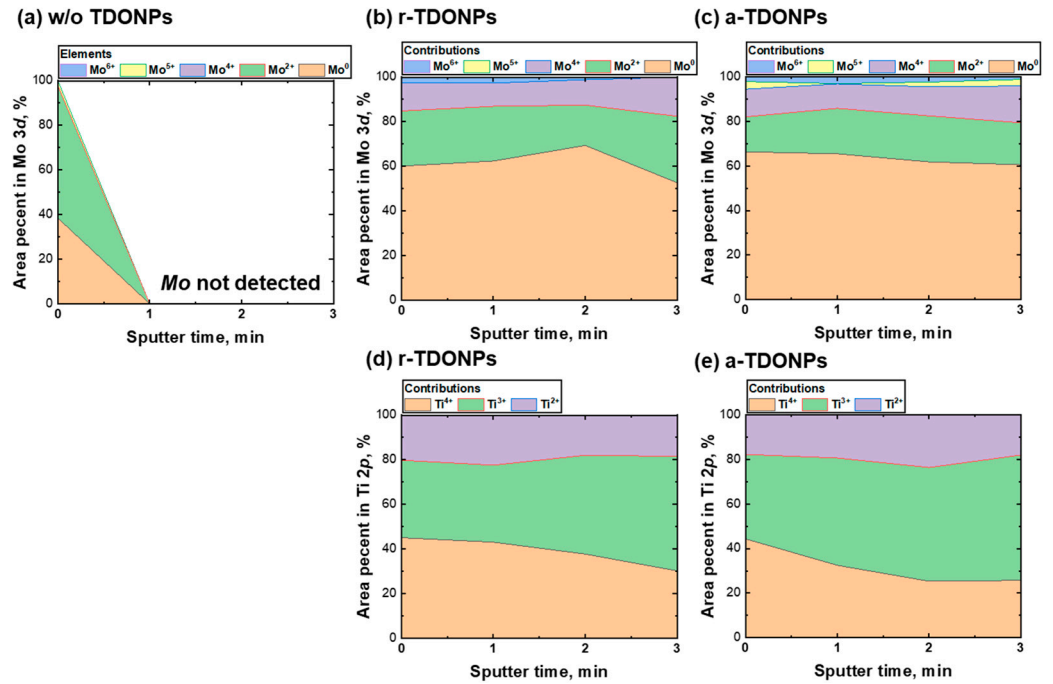 (a) w/o TDONPs
Elements
Mo⁶⁺ Mo⁵⁺ Mo⁴⁺ Mo²⁺ Mo⁰
100
80
60
40
20
0
Area pecent in Mo 3d, %
Mo not detected
0 1 2 3
Sputter time, min
(b) r-TDONPs
Contributions
Mo⁶⁺ Mo⁵⁺ Mo⁴⁺ Mo²⁺ Mo⁰
100
80
60
40
20
0
Area pecent in Mo 3d, %
0 1 2 3
Sputter time, min
(c) a-TDONPs
Contributions
Mo⁶⁺ Mo⁵⁺ Mo⁴⁺ Mo²⁺ Mo⁰
100
80
60
40
20
0
Area pecent in Mo 3d, %
0 1 2 3
Sputter time, min
(d) r-TDONPs
Contributions
Ti⁴⁺ Ti³⁺ Ti²⁺
100
80
60
40
20
0
Area pecent in Ti 2p, %
0 1 2 3
Sputter time, min
(e) a-TDONPs
Contributions
Ti⁴⁺ Ti³⁺ Ti²⁺
100
80
60
40
20
0
Area pecent in Ti 2p, %
0 1 2 3
Sputter time, min